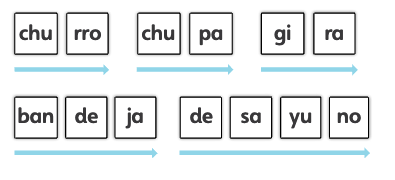 chu rro chu pa gi ra
ban de ja de sa yu no